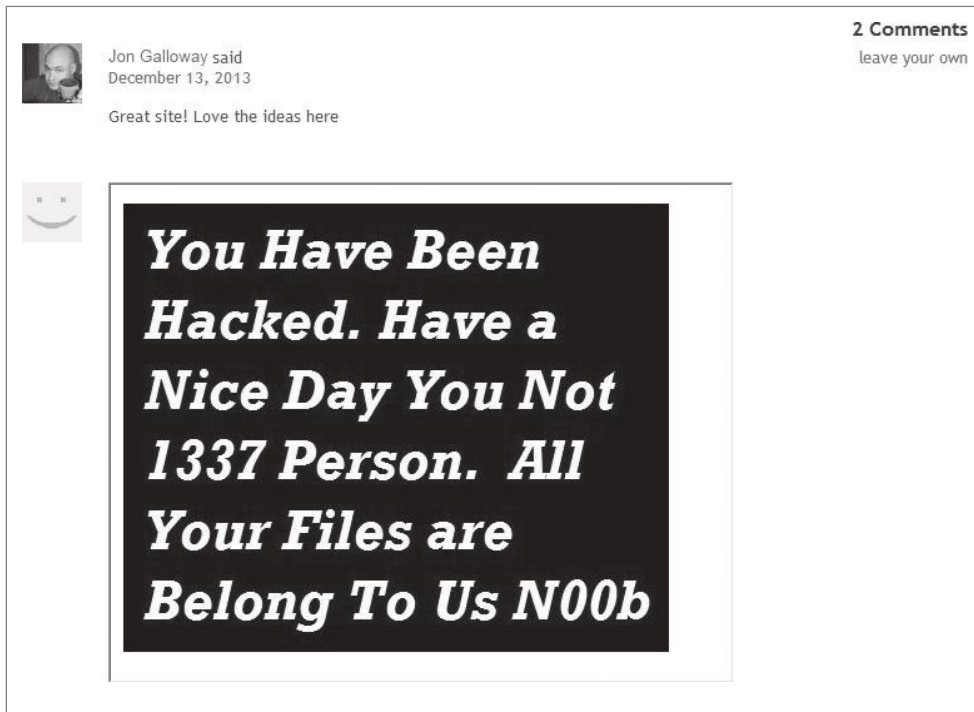 2 Comments
leave your own
Jon Galloway said
December 13, 2013
Great site! Love the ideas here
You Have Been
Hacked. Have a
Nice Day You Not
1337 Person. All
Your Files are
Belong To Us N00b